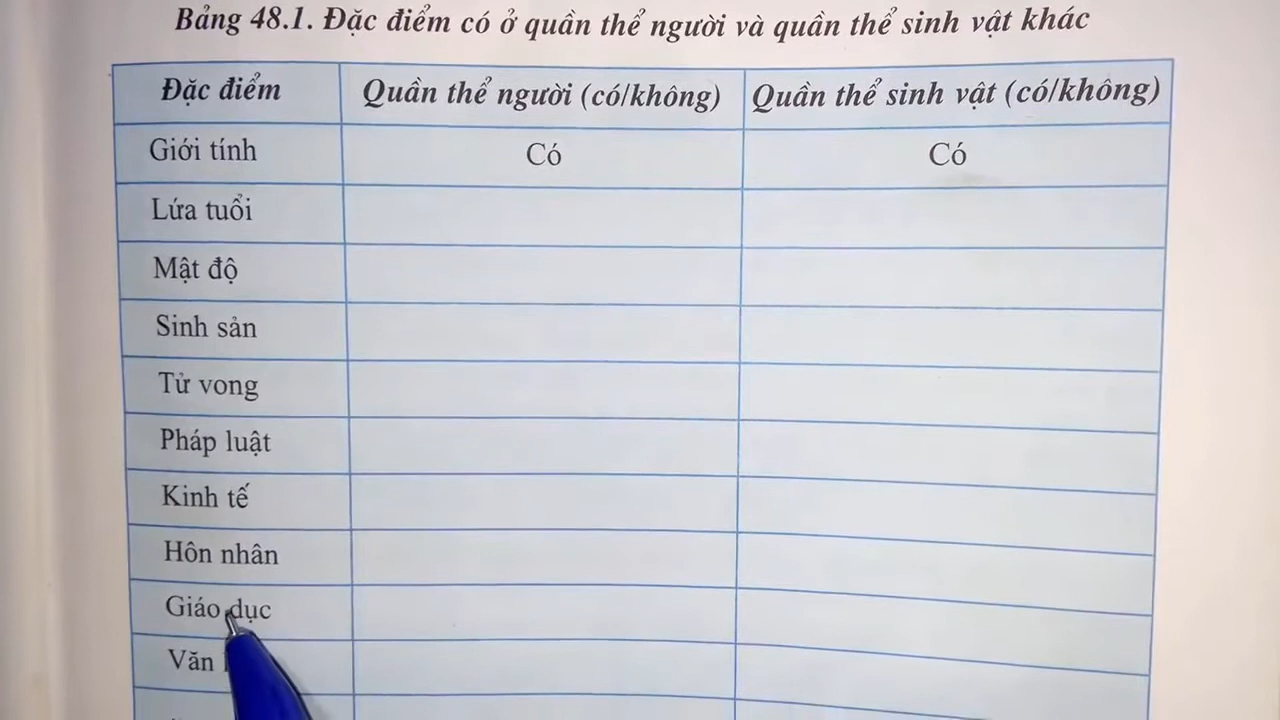 Bảng 48.1. Đặc điểm có ở quần thể người và quần thể sinh vật khác
Đặc điểm Quần thể người (có/không) Quần thể sinh vật (có/không)
Giới tính Có Có
Lứa tuổi
Mật độ
Sinh sản
Tử vong
Pháp luật
Kinh tế
Hôn nhân
Giáo dục
Văn